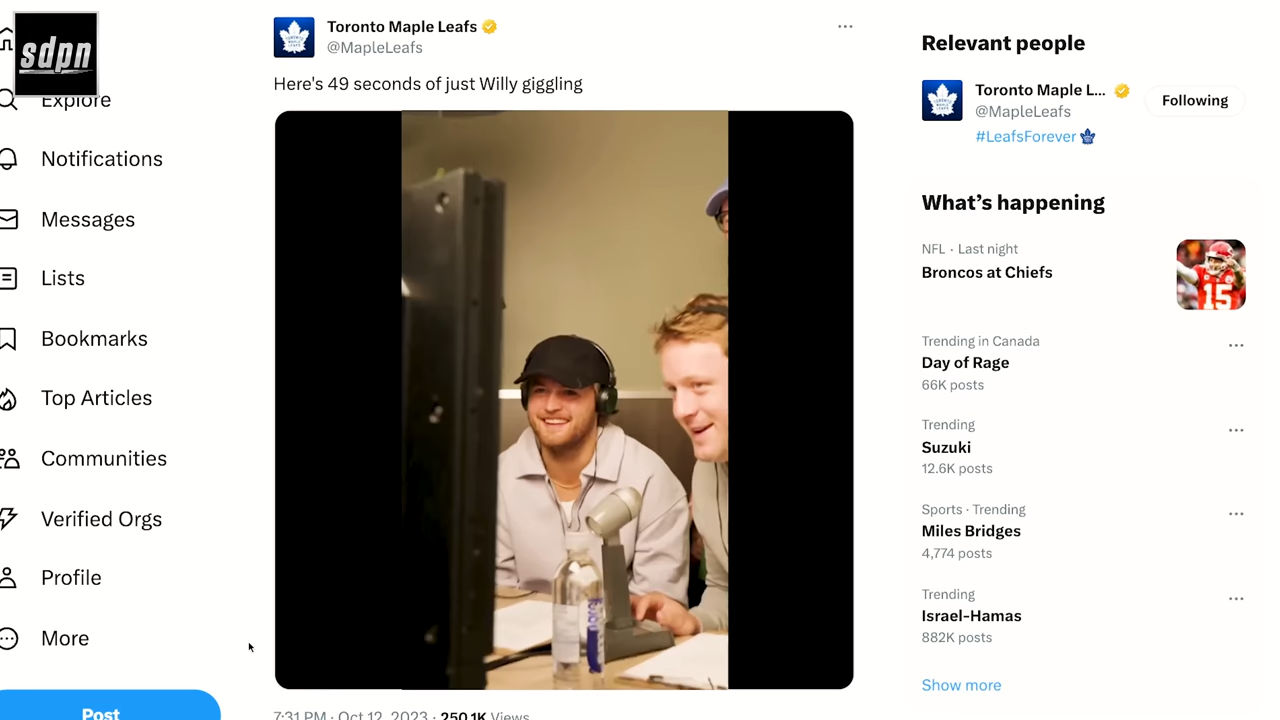 sdpn
Explore
Notifications
Messages
Lists
Bookmarks
Top Articles
Communities
Verified Orgs
Profile
More
Post
Toronto Maple Leafs
@MapleLeafs
Here's 49 seconds of just Willy giggling
7:31 PM · Oct 12, 2023 · 250.1K Views
Relevant people
Toronto Maple L...
@MapleLeafs
#LeafsForever
Following
What's happening
NFL · Last night
Broncos at Chiefs
15
Trending in Canada
Day of Rage
66K posts
Trending
Suzuki
12.6K posts
Sports · Trending
Miles Bridges
4,774 posts
Trending
Israel-Hamas
882K posts
Show more